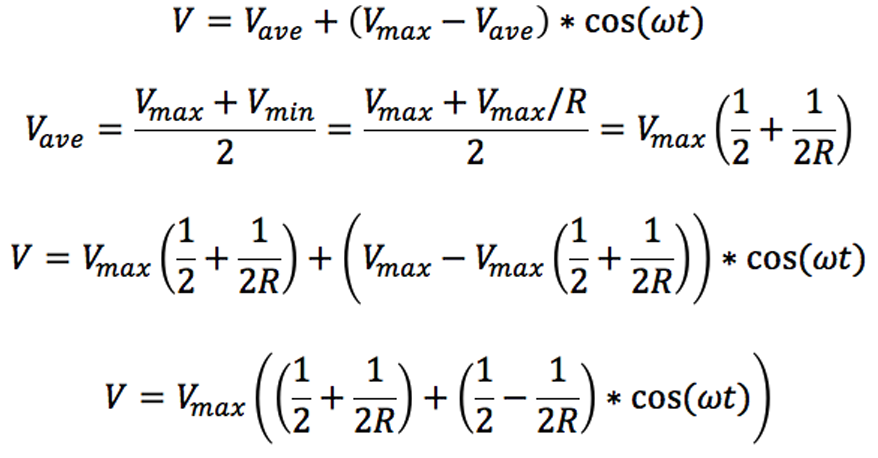 V = V_ave + (V_max − V_ave) * cos(ωt)
V_ave = (V_max + V_min)/2 = (V_max + V_max/R)/2 = V_max(1/2 + 1/2R)
V = V_max(1/2 + 1/2R) + (V_max − V_max(1/2 + 1/2R)) * cos(ωt)
V = V_max((1/2 + 1/2R) + (1/2 − 1/2R) * cos(ωt))